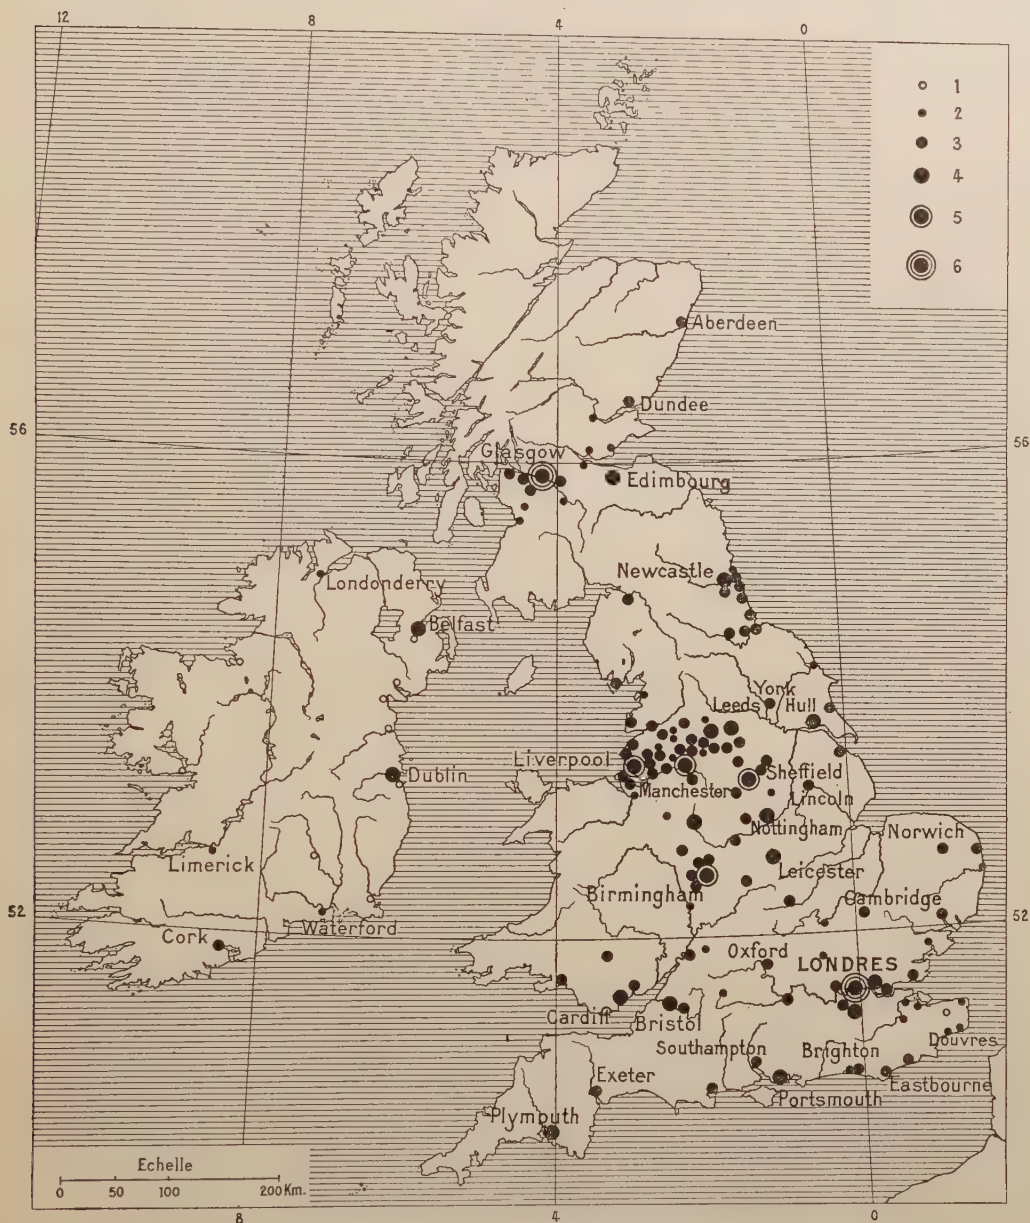 12
8
4
0
1
2
3
4
5
6
Aberdeen
Dundee
56
56
Glasgow
Edimbourg
Newcastle
Londonderry
Belfast
York
Leeds
Hull
Liverpool
Dublin
Sheffield
Manchester
Lincoln
Nottingham
Norwich
Limerick
Leicester
Birmingham
Cambridge
52
52
Waterford
Cork
Oxford
LONDRES
Cardiff
Bristol
Douvres
Southampton
Brighton
Eastbourne
Exeter
Portsmouth
Plymouth
Echelle
0 50 100 200 Km.
8
4
0